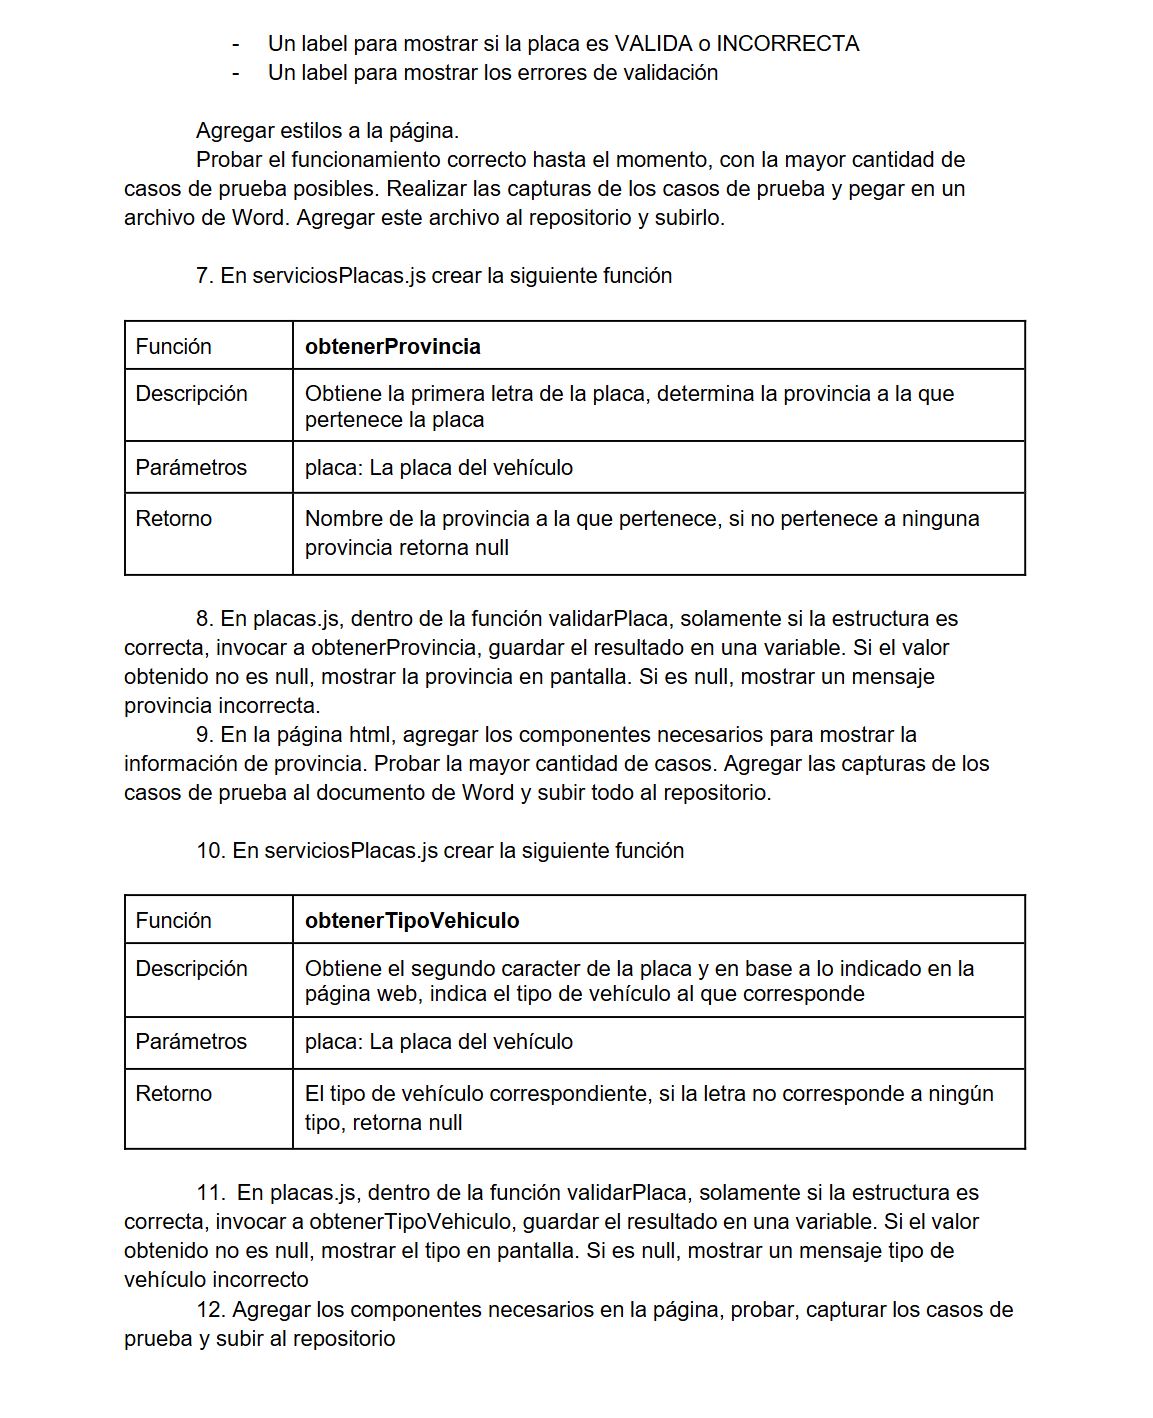 - Un label para mostrar si la placa es VALIDA o INCORRECTA
- Un label para mostrar los errores de validación
Agregar estilos a la página.
Probar el funcionamiento correcto hasta el momento, con la mayor cantidad de
casos de prueba posibles. Realizar las capturas de los casos de prueba y pegar en un
archivo de Word. Agregar este archivo al repositorio y subirlo.
7. En serviciosPlacas.js crear la siguiente función
Función obtenerProvincia
Descripción Obtiene la primera letra de la placa, determina la provincia a la que
pertenece la placa
Parámetros placa: La placa del vehículo
Retorno Nombre de la provincia a la que pertenece, si no pertenece a ninguna
provincia retorna null
8. En placas.js, dentro de la función validarPlaca, solamente si la estructura es
correcta, invocar a obtenerProvincia, guardar el resultado en una variable. Si el valor
obtenido no es null, mostrar la provincia en pantalla. Si es null, mostrar un mensaje
provincia incorrecta.
9. En la página html, agregar los componentes necesarios para mostrar la
información de provincia. Probar la mayor cantidad de casos. Agregar las capturas de los
casos de prueba al documento de Word y subir todo al repositorio.
10. En serviciosPlacas.js crear la siguiente función
Función obtenerTipoVehiculo
Descripción Obtiene el segundo caracter de la placa y en base a lo indicado en la
página web, indica el tipo de vehículo al que corresponde
Parámetros placa: La placa del vehículo
Retorno El tipo de vehículo correspondiente, si la letra no corresponde a ningún
tipo, retorna null
11. En placas.js, dentro de la función validarPlaca, solamente si la estructura es
correcta, invocar a obtenerTipoVehiculo, guardar el resultado en una variable. Si el valor
obtenido no es null, mostrar el tipo en pantalla. Si es null, mostrar un mensaje tipo de
vehículo incorrecto
12. Agregar los componentes necesarios en la página, probar, capturar los casos de
prueba y subir al repositorio